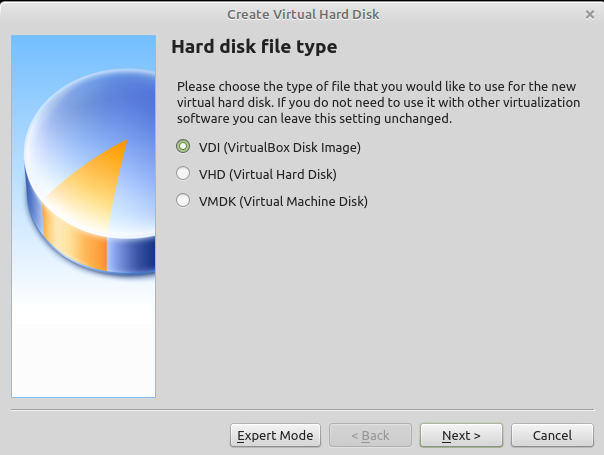 Create Virtual Hard Disk
Hard disk file type
Please choose the type of file that you would like to use for the new
virtual hard disk. If you do not need to use it with other virtualization
software you can leave this setting unchanged.
VDI (VirtualBox Disk Image)
VHD (Virtual Hard Disk)
VMDK (Virtual Machine Disk)
Expert Mode
< Back
Next >
Cancel